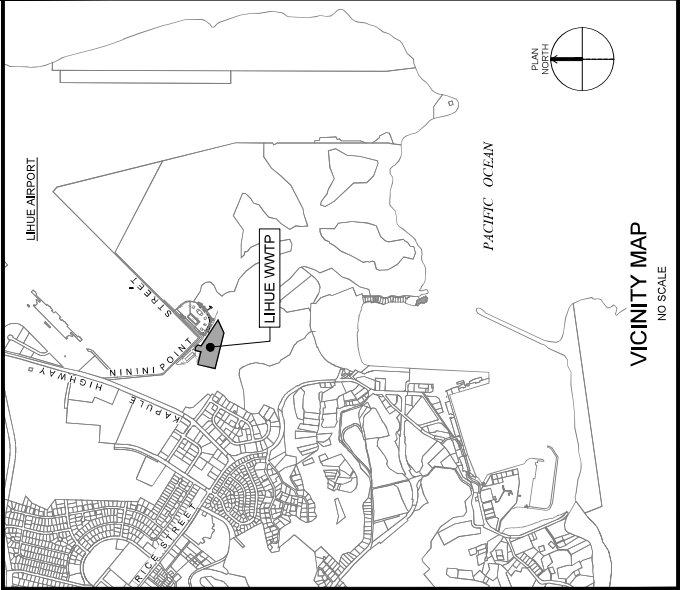 PLAN
NORTH
LIHUE AIRPORT
PACIFIC OCEAN
LIHUE WWTP
NININI POINT STREET
KAPULE HIGHWAY
RICE STREET
VICINITY MAP
NO SCALE